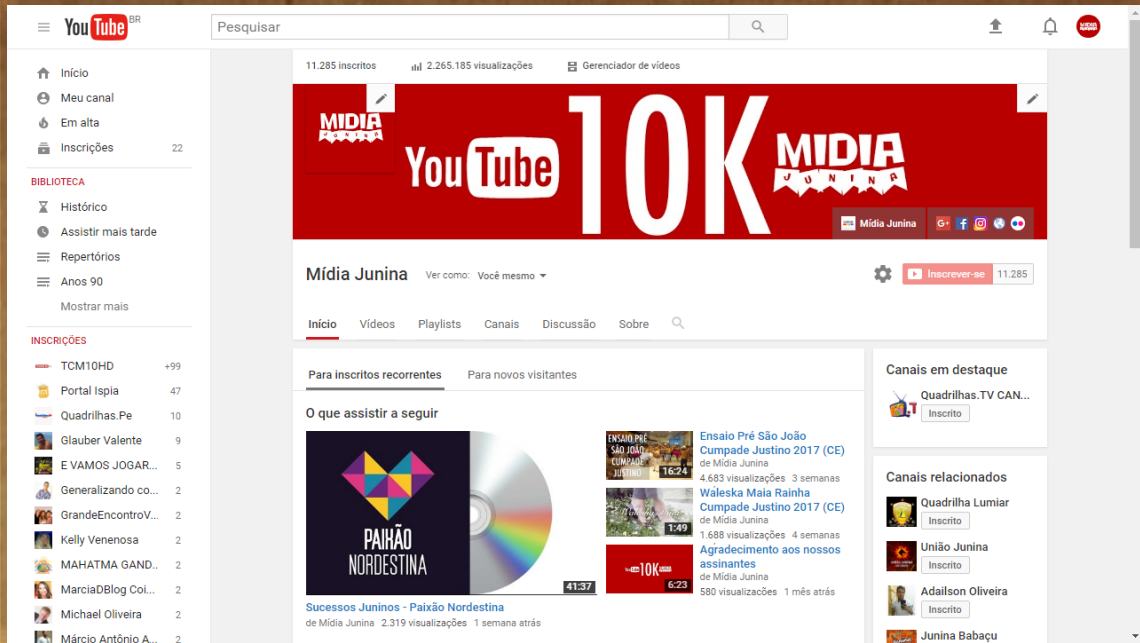 YouTube BR
Pesquisar
Início
Meu canal
Em alta
Inscrições 22
BIBLIOTECA
Histórico
Assistir mais tarde
Repertórios
Anos 90
Mostrar mais
INSCRIÇÕES
TCM10HD +99
Portal Ispia 47
Quadrilhas.Pe 10
Glauber Valente 9
E VAMOS JOGAR... 5
Generalizando co... 2
GrandeEncontroV... 2
Kelly Venenosa 2
MAHATMA GAND.. 2
MarciaDBlog Coi... 2
Michael Oliveira 2
Márcio Antônio A... 2
11.285 inscritos 2.265.185 visualizações Gerenciador de vídeos
MIDIA
JUNINA
YouTube 10K MIDIA
JUNINA
Mídia Junina
Mídia Junina Ver como: Você mesmo
Inscrever-se 11.285
Início Vídeos Playlists Canais Discussão Sobre
Para inscritos recorrentes Para novos visitantes
O que assistir a seguir
PAIXÃO
NORDESTINA
41:37
Sucessos Juninos - Paixão Nordestina
de Mídia Junina 2.319 visualizações 1 semana atrás
ENSAIO PRÉ
SÃO JOÃO
CUMPADE
JUSTINO
16:24
Ensaio Pré São João
Cumpade Justino 2017 (CE)
de Mídia Junina
4.683 visualizações 3 semanas
1:49
Waleska Maia Rainha
Cumpade Justino 2017 (CE)
de Mídia Junina
1.688 visualizações 4 semanas
10K
6:23
Agradecimento aos nossos
assinantes
de Mídia Junina
580 visualizações 1 mês atrás
Canais em destaque
Quadrilhas.TV CAN...
Inscrito
Canais relacionados
Quadrilha Lumiar
Inscrito
União Junina
Inscrito
Adailson Oliveira
Inscrito
Junina Babaçu